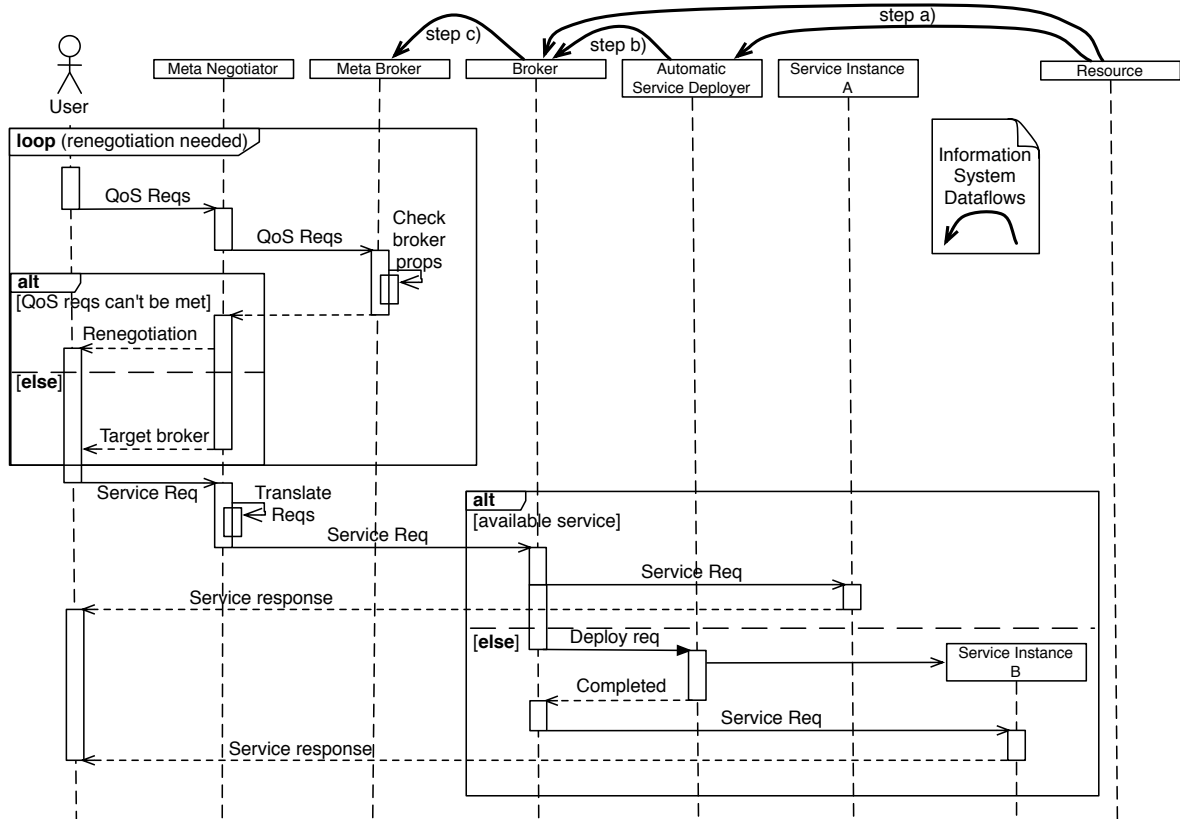 step a)
step c)
step b)
User
Meta Negotiator
Meta Broker
Broker
Automatic
Service Deployer
Service Instance
A
Resource
loop (renegotiation needed)
Information
System
Dataflows
QoS Reqs
QoS Reqs
Check
broker
props
alt
[QoS reqs can't be met]
Renegotiation
[else]
Target broker
Service Req
Translate
Reqs
alt
[available service]
Service Req
Service Req
Service response
[else]
Deploy req
Service Instance
B
Completed
Service Req
Service response